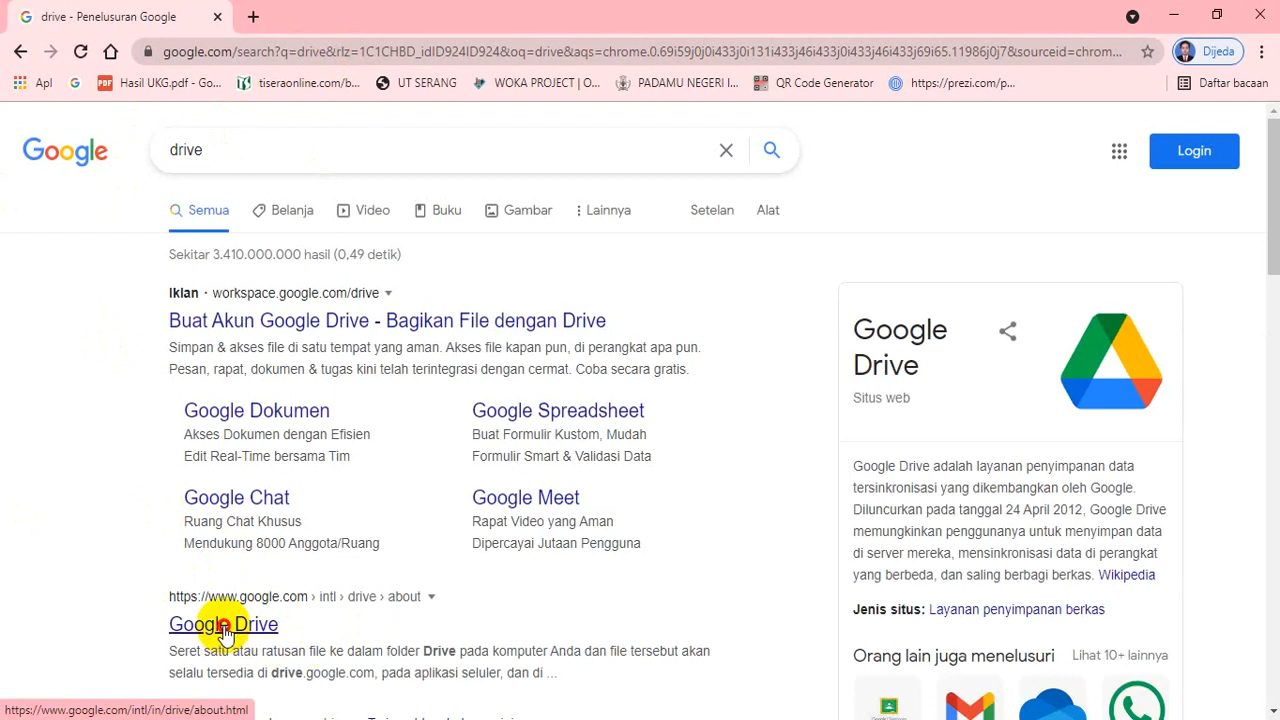 drive - Penelusuran Google
google.com/search?q=drive&rlz=1C1CHBD_idID924ID924&oq=drive&aqs=chrome.0.69i59j0j0i433j0i131i433j46i433j0i433j46i433j69i65.11986j0j7&sourceid=chrom...
Dijeda
Apl
Hasil UKG.pdf - Go...
tiseraonline.com/b...
UT SERANG
WOKA PROJECT | O...
PADAMU NEGERI I...
QR Code Generator
https://prezi.com/p...
Daftar bacaan
Google
drive
Login
Semua
Belanja
Video
Buku
Gambar
Lainnya
Setelan
Alat
Sekitar 3.410.000.000 hasil (0,49 detik)
Iklan · workspace.google.com/drive
Buat Akun Google Drive - Bagikan File dengan Drive
Simpan & akses file di satu tempat yang aman. Akses file kapan pun, di perangkat apa pun.
Pesan, rapat, dokumen & tugas kini telah terintegrasi dengan cermat. Coba secara gratis.
Google Dokumen
Akses Dokumen dengan Efisien
Edit Real-Time bersama Tim
Google Spreadsheet
Buat Formulir Kustom, Mudah
Formulir Smart & Validasi Data
Google Chat
Ruang Chat Khusus
Mendukung 8000 Anggota/Ruang
Google Meet
Rapat Video yang Aman
Dipercayai Jutaan Pengguna
https://www.google.com › intl › drive › about
Google Drive
Seret satu atau ratusan file ke dalam folder Drive pada komputer Anda dan file tersebut akan
selalu tersedia di drive.google.com, pada aplikasi seluler, dan di ...
Google
Drive
Situs web
Google Drive adalah layanan penyimpanan data
tersinkronisasi yang dikembangkan oleh Google.
Diluncurkan pada tanggal 24 April 2012, Google Drive
memungkinkan penggunanya untuk menyimpan data
di server mereka, mensinkronisasi data di perangkat
yang berbeda, dan saling berbagi berkas. Wikipedia
Jenis situs: Layanan penyimpanan berkas
Orang lain juga menelusuri
Lihat 10+ lainnya
https://www.google.com/intl/in/drive/about.html